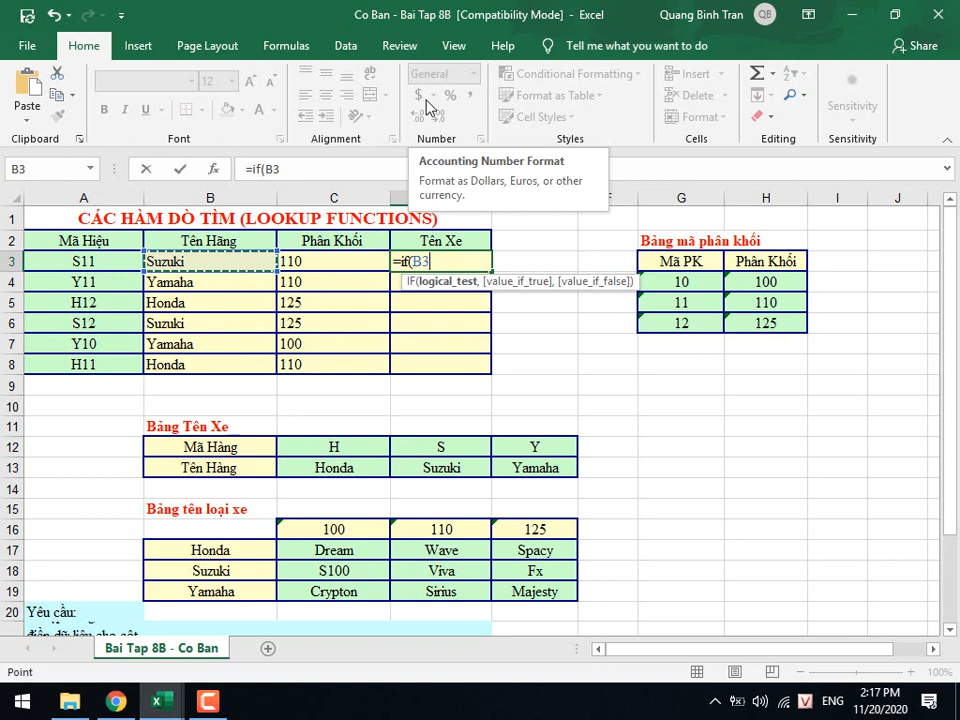 Co Ban - Bai Tap 8B [Compatibility Mode] - Excel
Quang Binh Tran QB
File Home Insert Page Layout Formulas Data Review View Help Tell me what you want to do Share
General
12
Conditional Formatting
Format as Table
Cell Styles
Insert
Delete
Format
Paste
Sensitivity
Clipboard Font Alignment Number Styles Cells Editing Sensitivity
Accounting Number Format
Format as Dollars, Euros, or other
currency.
B3 fx =if(B3
A B C G H I J
1 CÁC HÀM DÒ TÌM (LOOKUP FUNCTIONS)
2 Mã Hiệu Tên Hãng Phân Khối Tên Xe Bảng mã phân khối
3 S11 Suzuki 110 =if(B3 Mã PK Phân Khối
IF(logical_test, [value_if_true], [value_if_false])
4 Y11 Yamaha 110 10 100
5 H12 Honda 125 11 110
6 S12 Suzuki 125 12 125
7 Y10 Yamaha 100
8 H11 Honda 110
9
10
11 Bảng Tên Xe
12 Mã Hàng H S Y
13 Tên Hàng Honda Suzuki Yamaha
14
15 Bảng tên loại xe
16 100 110 125
17 Honda Dream Wave Spacy
18 Suzuki S100 Viva Fx
19 Yamaha Crypton Sirius Majesty
20 Yêu cầu:
điền dữ liệu cho cột
Bai Tap 8B - Co Ban
Point 100%
ENG 2:17 PM
11/20/2020